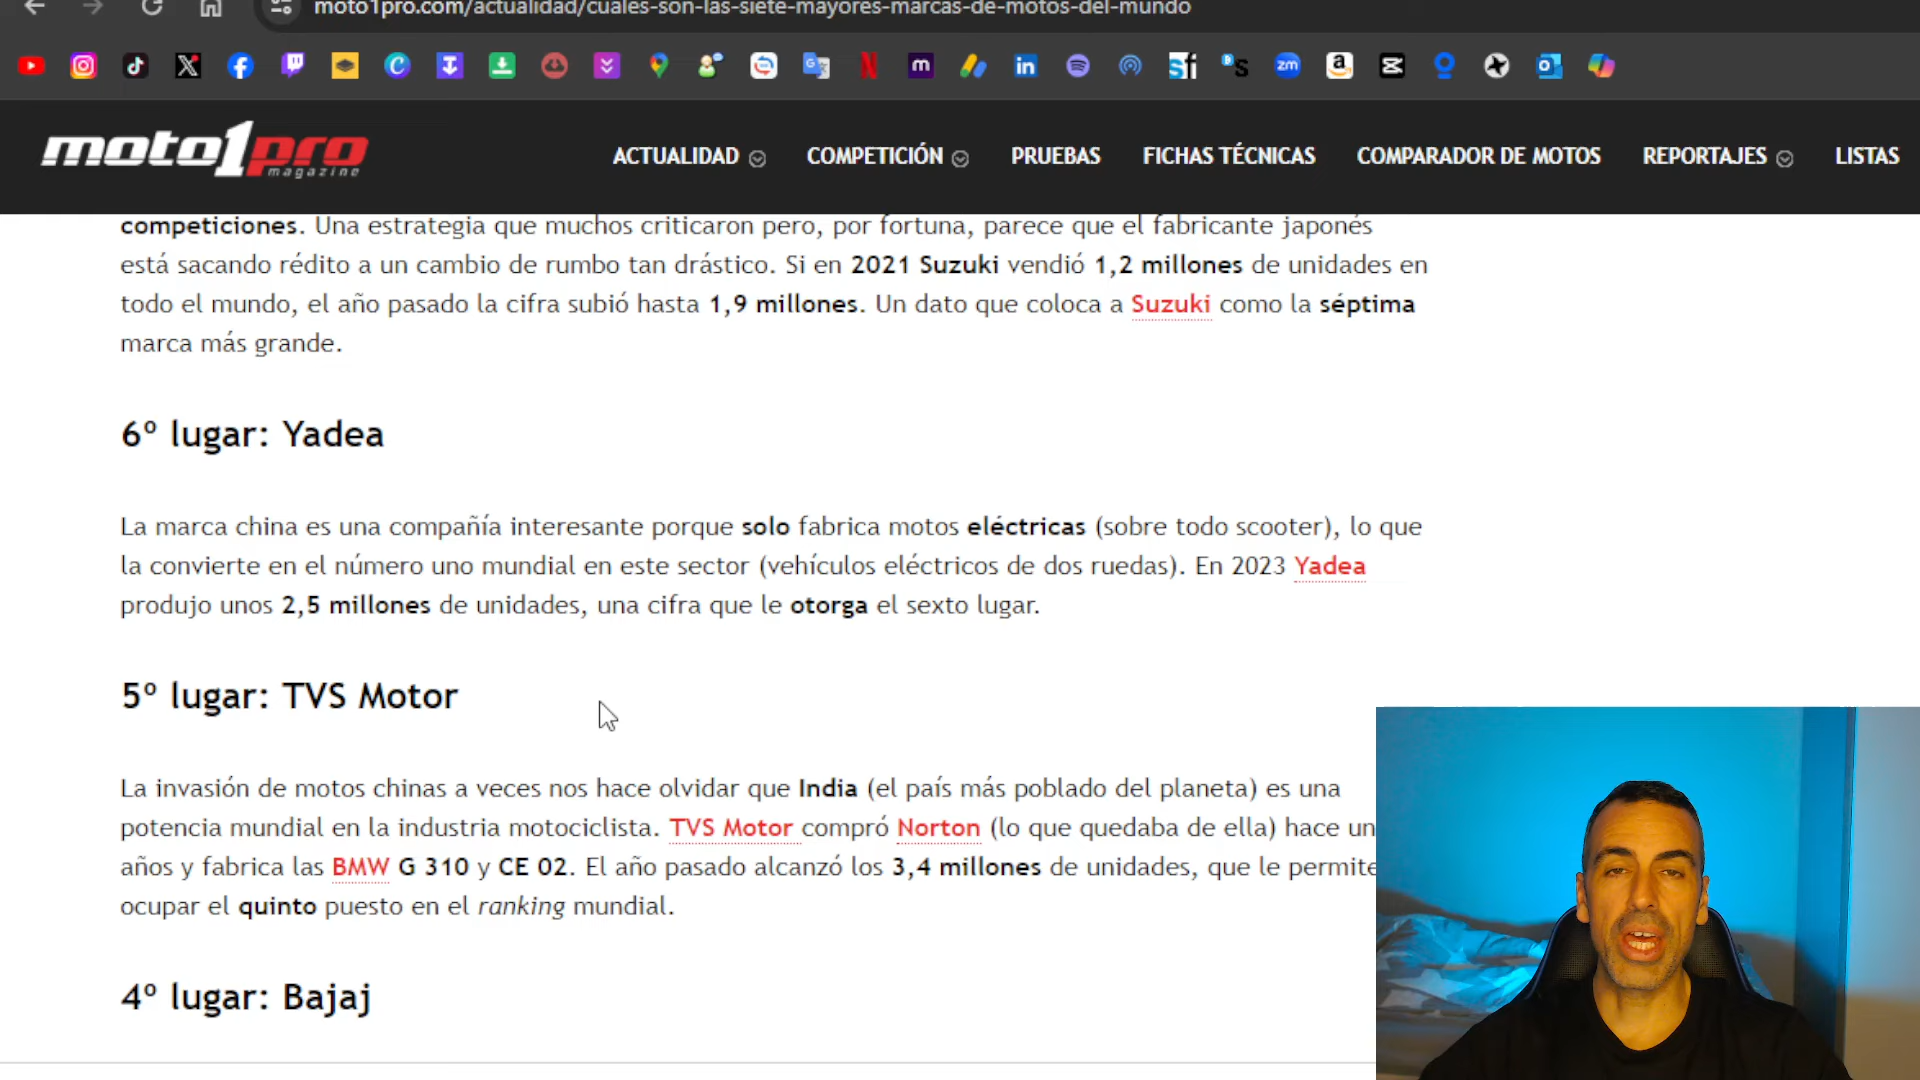 moto1pro.com/actualidad/cuales-son-las-siete-mayores-marcas-de-motos-del-mundo
moto1pro
magazine
ACTUALIDAD
COMPETICIÓN
PRUEBAS
FICHAS TÉCNICAS
COMPARADOR DE MOTOS
REPORTAJES
LISTAS
competiciones. Una estrategia que muchos criticaron pero, por fortuna, parece que el fabricante japonés
está sacando rédito a un cambio de rumbo tan drástico. Si en 2021 Suzuki vendió 1,2 millones de unidades en
todo el mundo, el año pasado la cifra subió hasta 1,9 millones. Un dato que coloca a Suzuki como la séptima
marca más grande.
6º lugar: Yadea
La marca china es una compañía interesante porque solo fabrica motos eléctricas (sobre todo scooter), lo que
la convierte en el número uno mundial en este sector (vehículos eléctricos de dos ruedas). En 2023 Yadea
produjo unos 2,5 millones de unidades, una cifra que le otorga el sexto lugar.
5º lugar: TVS Motor
La invasión de motos chinas a veces nos hace olvidar que India (el país más poblado del planeta) es una
potencia mundial en la industria motociclista. TVS Motor compró Norton (lo que quedaba de ella) hace un
años y fabrica las BMW G 310 y CE 02. El año pasado alcanzó los 3,4 millones de unidades, que le permite
ocupar el quinto puesto en el ranking mundial.
4º lugar: Bajaj